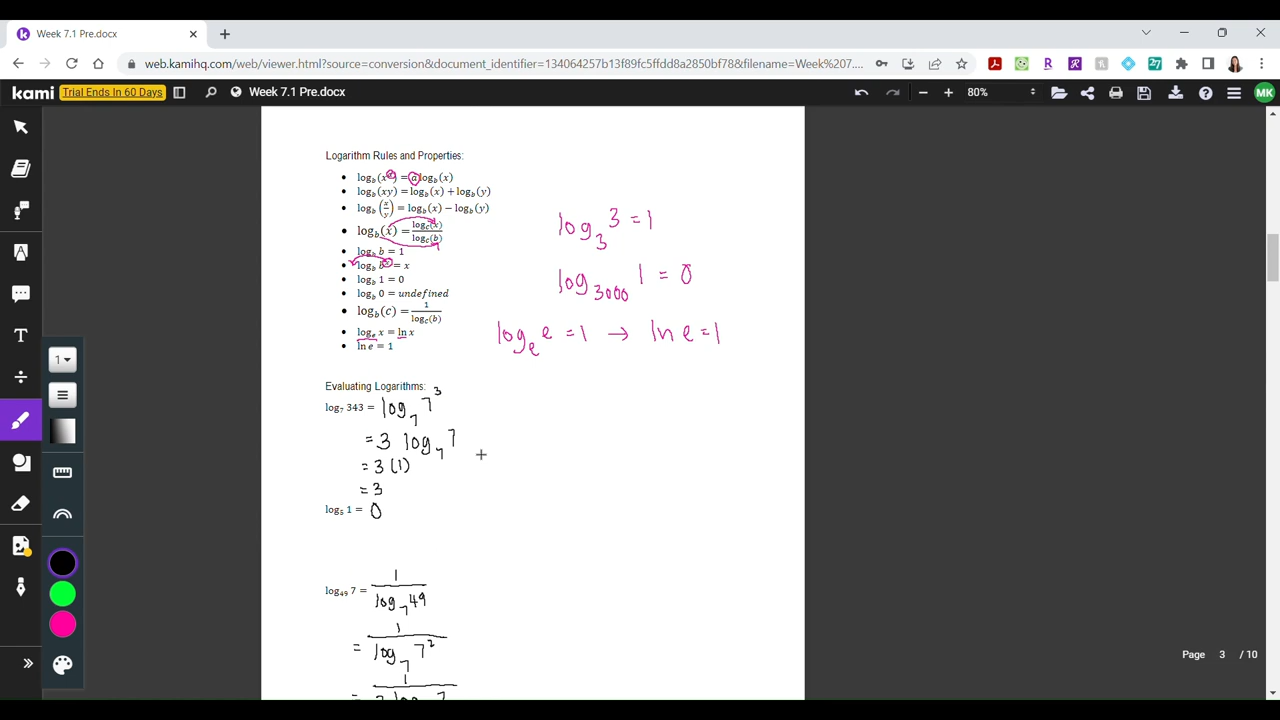 Week 7.1 Pre.docx
web.kamihq.com/web/viewer.html?source=conversion&document_identifier=134064257b13f89fc5ffdd8a2850bf78&filename=Week%207....
kami Trial Ends In 60 Days Week 7.1 Pre.docx 80% MK
Logarithm Rules and Properties:
• log_b(x^a) = a log_b(x)
• log_b(xy) = log_b(x) + log_b(y)
• log_b(x/y) = log_b(x) − log_b(y)
• log_b(x) = log_c(x)/log_c(b)
• log_b b = 1
• log_b b^x = x
• log_b 1 = 0
• log_b 0 = undefined
• log_b(c) = 1/log_c(b)
• log_e x = ln x
• ln e = 1
log_3 3 = 1
log_3000 1 = 0
log_e e = 1 → ln e = 1
Evaluating Logarithms:
log_7 343 = log_7 7^3
= 3 log_7 7
= 3 (1)
= 3
log_5 1 = 0
log_49 7 = 1/log_7 49
= 1/log_7 7^2
1
1
Page 3 / 10